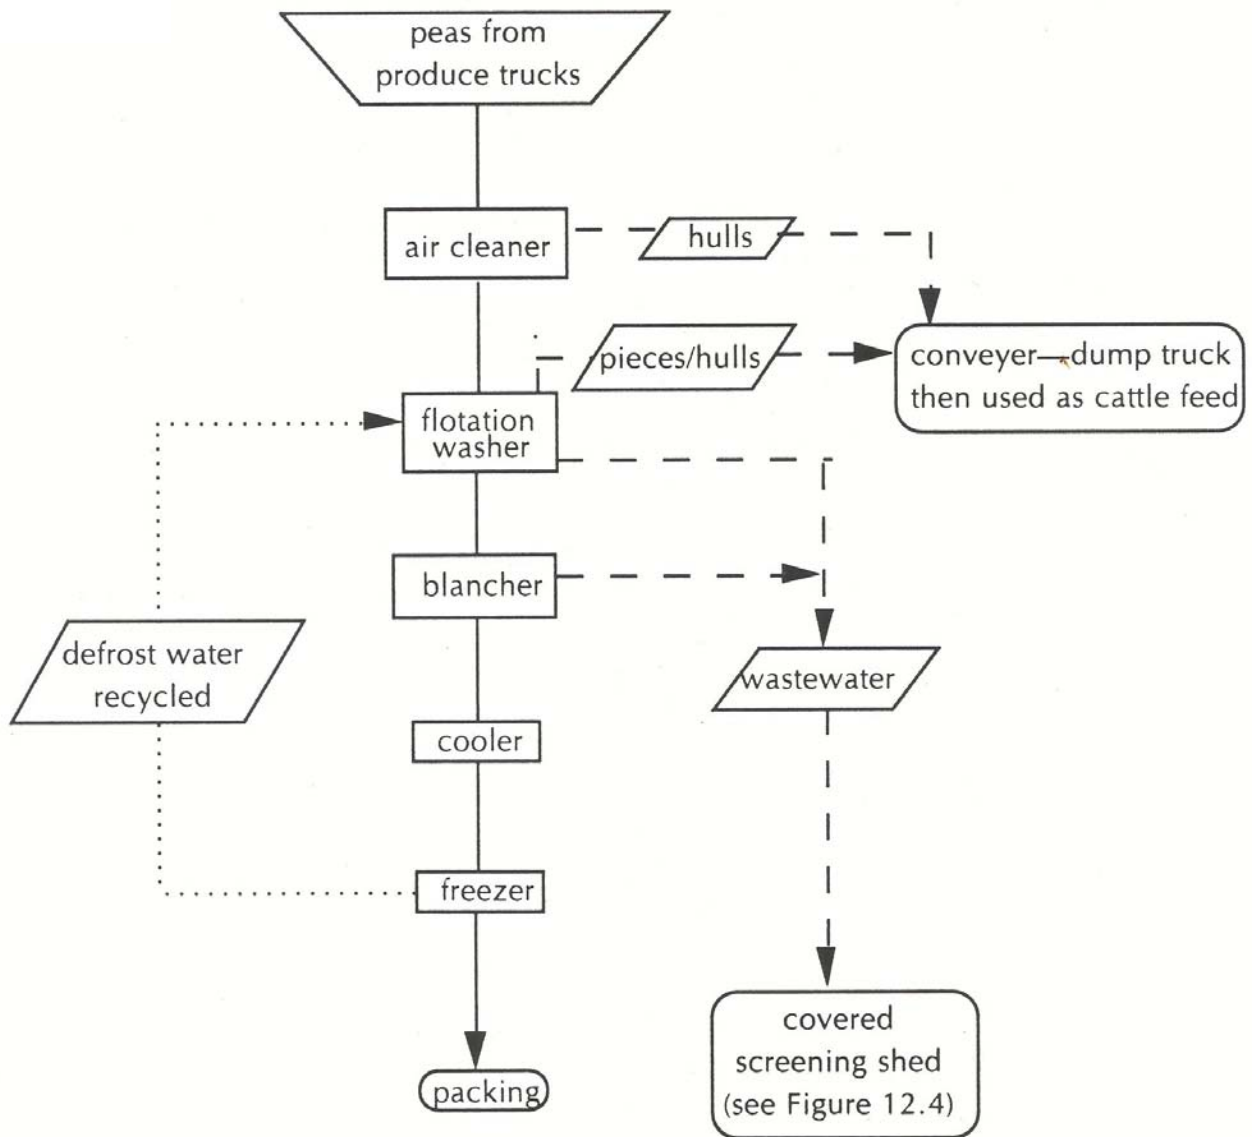 peas from
produce trucks
air cleaner
hulls
pieces/hulls
conveyer—dump truck
then used as cattle feed
flotation
washer
blancher
defrost water
recycled
wastewater
cooler
freezer
covered
screening shed
(see Figure 12.4)
packing